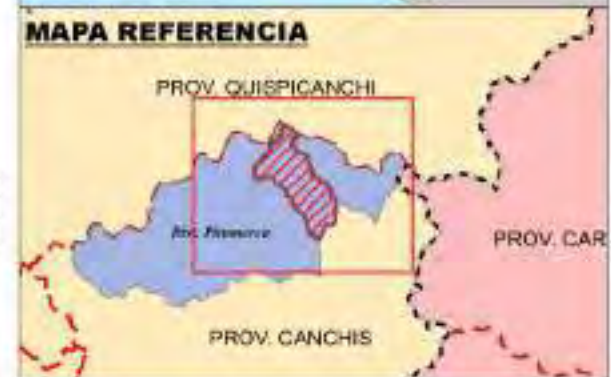 MAPA REFERENCIA
PROV. QUISPICANCHI
PROV. CAR
PROV. CANCHIS